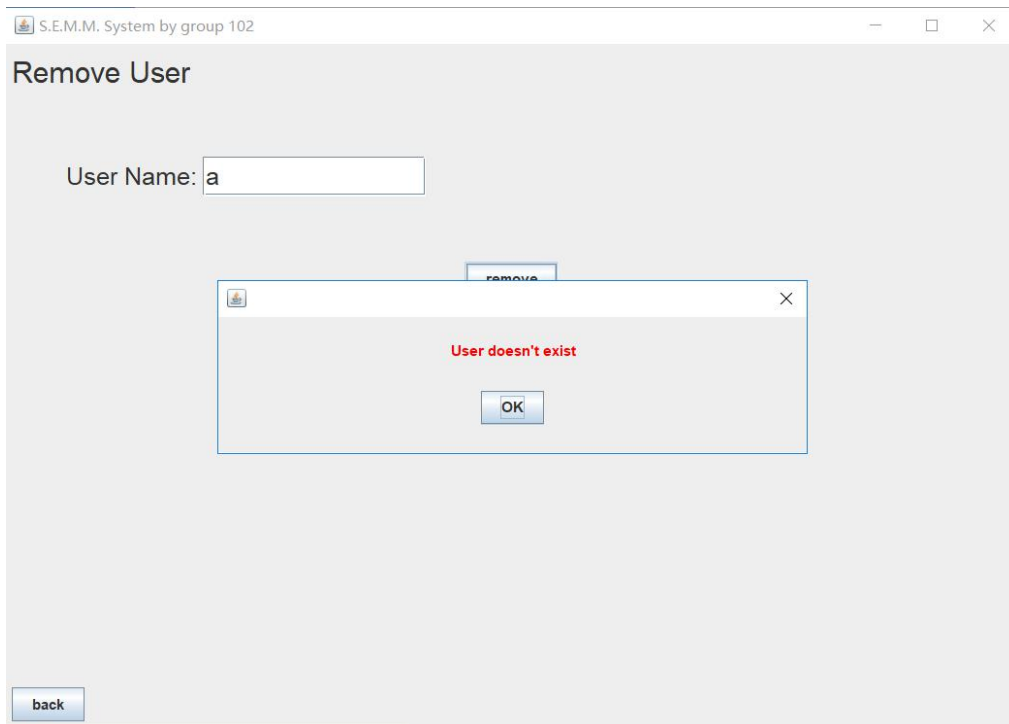 S.E.M.M. System by group 102
Remove User
User Name: a
remove
User doesn't exist
OK
back